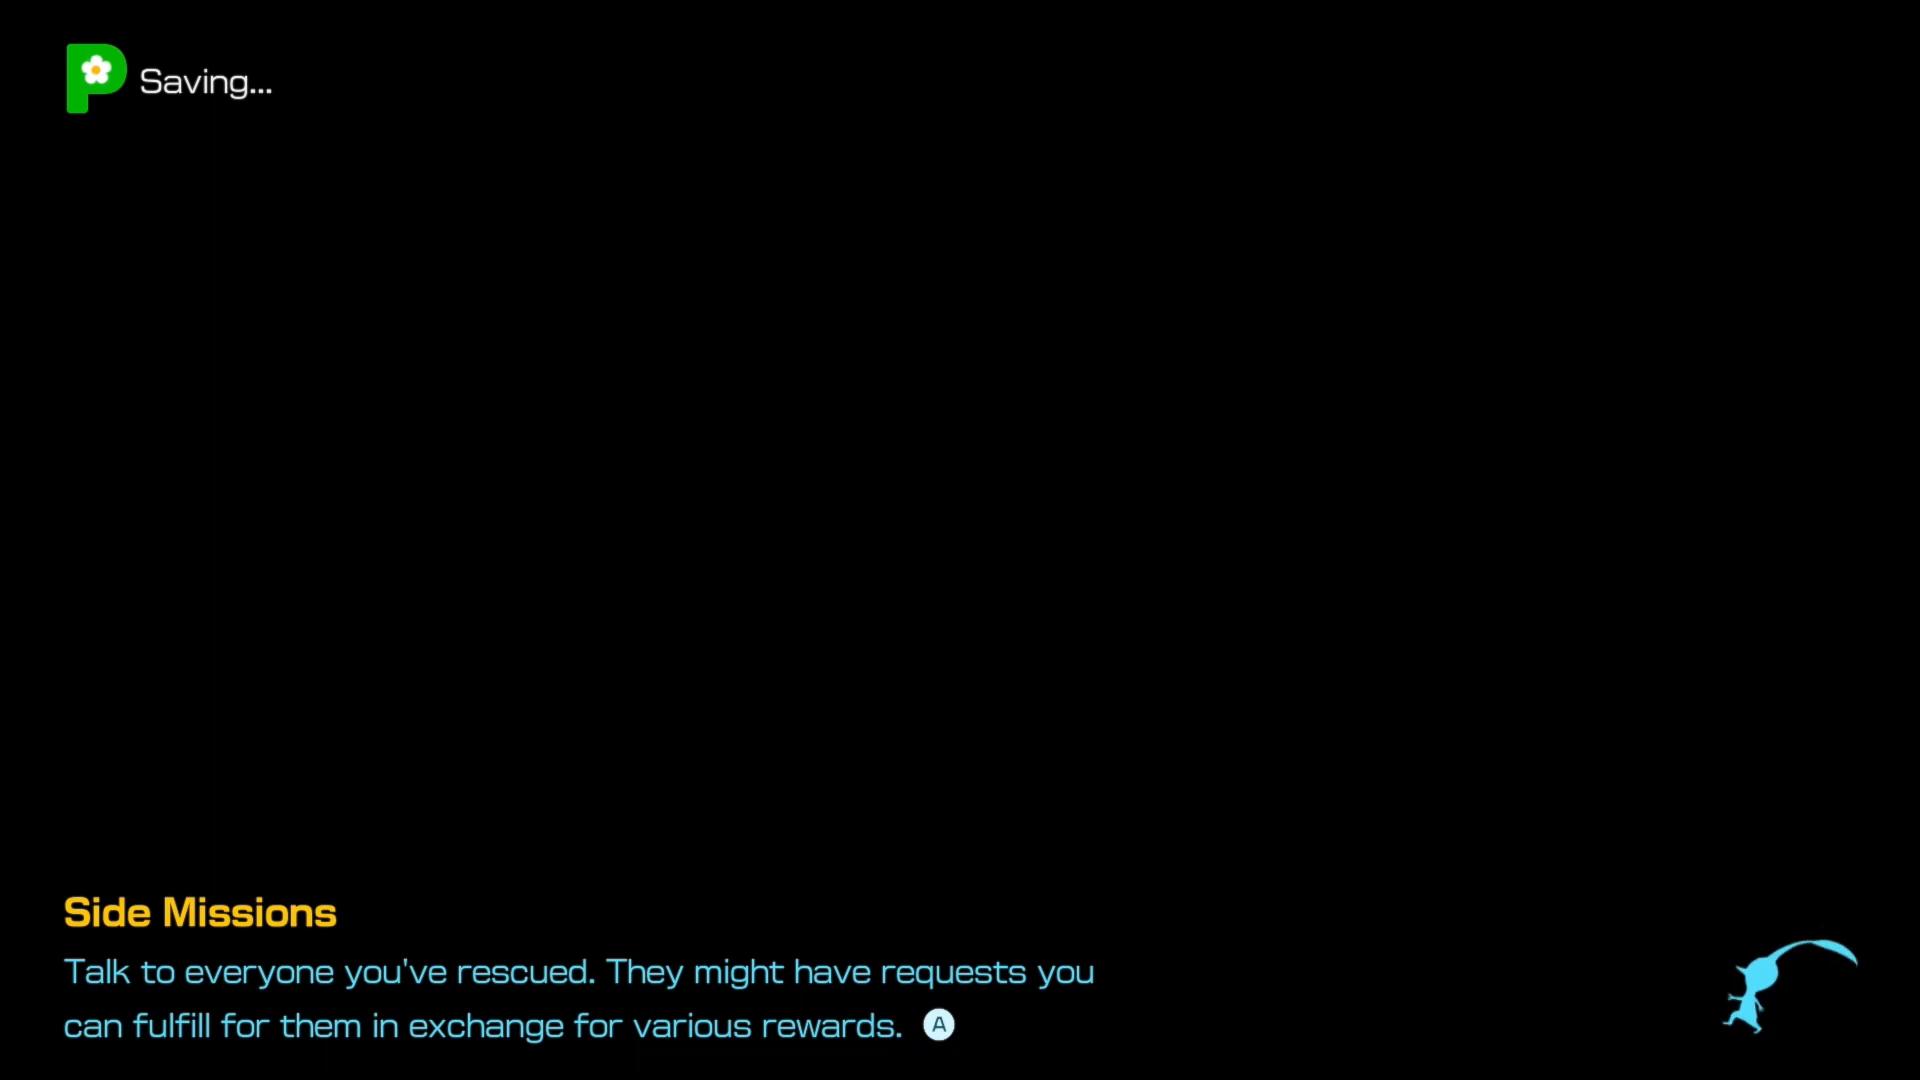 P Saving...
Side Missions
Talk to everyone you've rescued. They might have requests you
can fulfill for them in exchange for various rewards. A